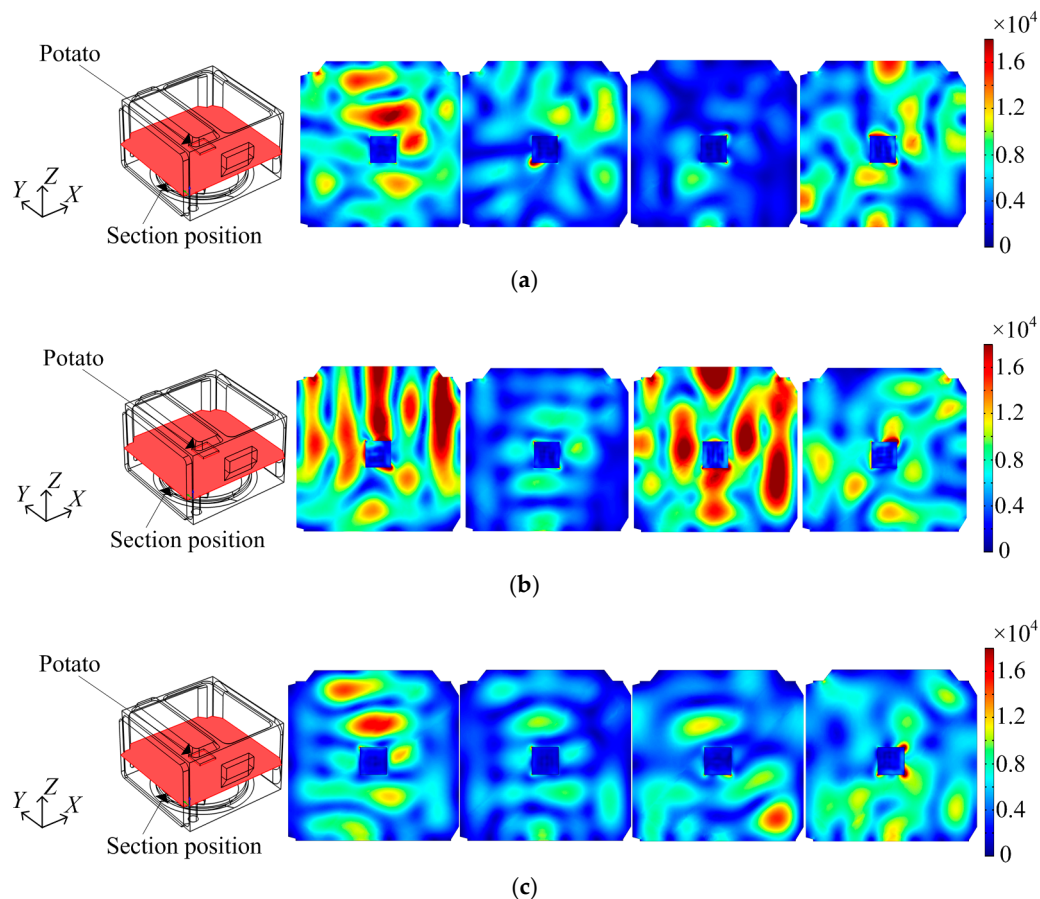 ×10⁴
Potato
1.6
1.2
0.8
0.4
0
Z
Y
X
Section position
(a)
×10⁴
Potato
1.6
1.2
0.8
0.4
0
Z
Y
X
Section position
(b)
×10⁴
Potato
1.6
1.2
0.8
0.4
0
Z
Y
X
Section position
(c)